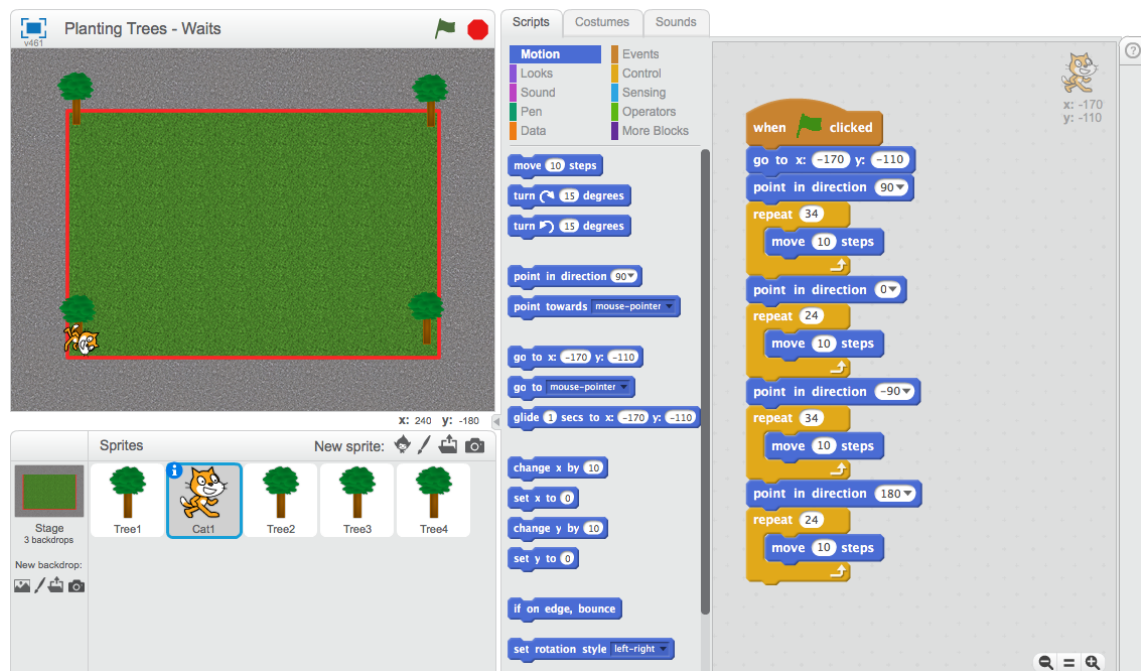 Planting Trees - Waits
v461
x: 240 y: -180
Sprites
New sprite:
Stage
3 backdrops
New backdrop:
Tree1
Cat1
Tree2
Tree3
Tree4
Scripts
Costumes
Sounds
Motion
Events
Looks
Control
Sound
Sensing
Pen
Operators
Data
More Blocks
move 10 steps
turn 15 degrees
turn 15 degrees
point in direction 90
point towards mouse-pointer
go to x: -170 y: -110
go to mouse-pointer
glide 1 secs to x: -170 y: -110
change x by 10
set x to 0
change y by 10
set y to 0
if on edge, bounce
set rotation style left-right
x: -170
y: -110
when clicked
go to x: -170 y: -110
point in direction 90
repeat 34
move 10 steps
point in direction 0
repeat 24
move 10 steps
point in direction -90
repeat 34
move 10 steps
point in direction 180
repeat 24
move 10 steps